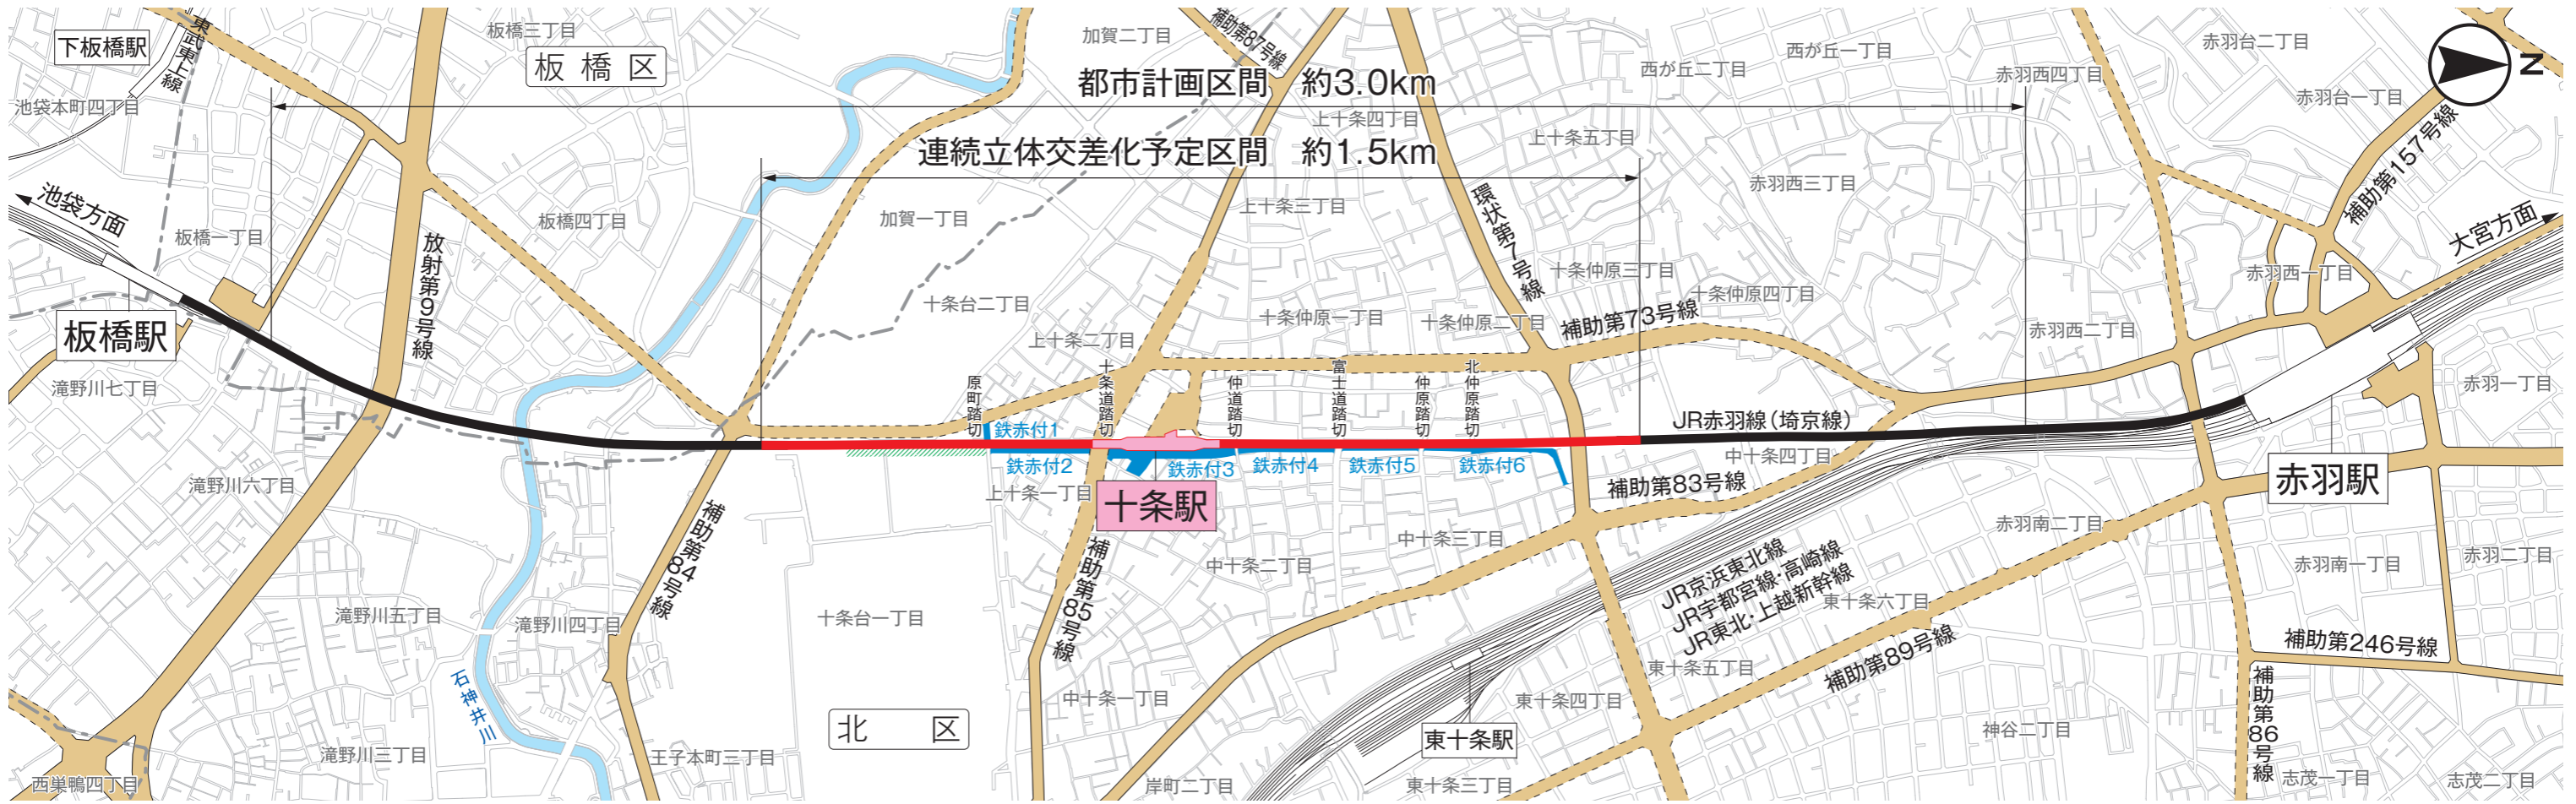 下板橋駅
東武東上線
板橋三丁目
板橋区
加賀二丁目
補助第87号線
西が丘二丁目
西が丘一丁目
赤羽西四丁目
赤羽台二丁目
N
都市計画区間 約3.0km
池袋本町四丁目
赤羽台一丁目
上十条四丁目
上十条五丁目
連続立体交差化予定区間 約1.5km
補助第157号線
池袋方面
板橋一丁目
板橋四丁目
加賀一丁目
上十条三丁目
環状第7号線
赤羽西三丁目
大宮方面
放射第9号線
十条台二丁目
十条仲原三丁目
十条仲原四丁目
赤羽西一丁目
板橋駅
上十条二丁目
十条仲原一丁目
十条仲原二丁目
補助第73号線
赤羽西二丁目
滝野川七丁目
原町踏切
十条道踏切
仲道踏切
富士道踏切
仲原踏切
北仲原踏切
赤羽一丁目
JR赤羽線(埼京線)
鉄赤付1
鉄赤付2
鉄赤付3
鉄赤付4
鉄赤付5
鉄赤付6
中十条四丁目
滝野川六丁目
上十条一丁目
十条駅
補助第83号線
赤羽駅
補助第84号線
補助第85号線
中十条二丁目
中十条三丁目
赤羽南二丁目
赤羽南一丁目
赤羽二丁目
JR京浜東北線
JR宇都宮線・高崎線
JR東北・上越新幹線
滝野川五丁目
滝野川四丁目
十条台一丁目
東十条六丁目
補助第89号線
補助第246号線
石神井川
中十条一丁目
東十条五丁目
東十条四丁目
補助第86号線
北区
東十条駅
神谷二丁目
滝野川三丁目
王子本町三丁目
西巣鴨四丁目
岸町二丁目
東十条三丁目
志茂一丁目
志茂二丁目